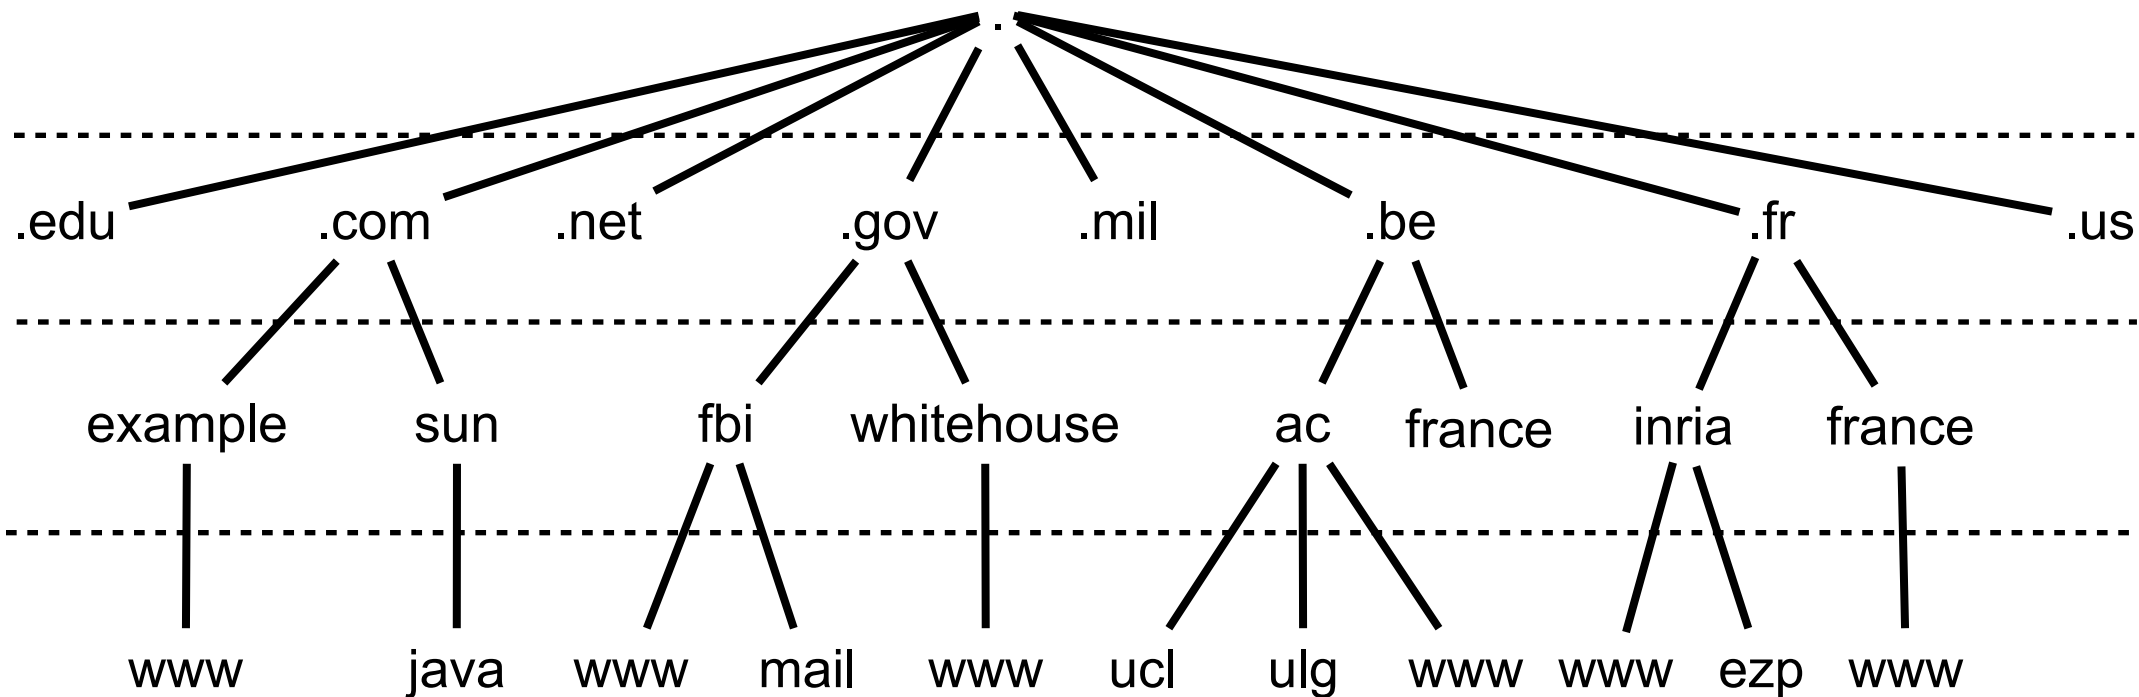 .
.edu .com .net .gov .mil .be .fr .us
example sun fbi whitehouse ac france inria france
www java www mail www ucl ulg www www ezp www